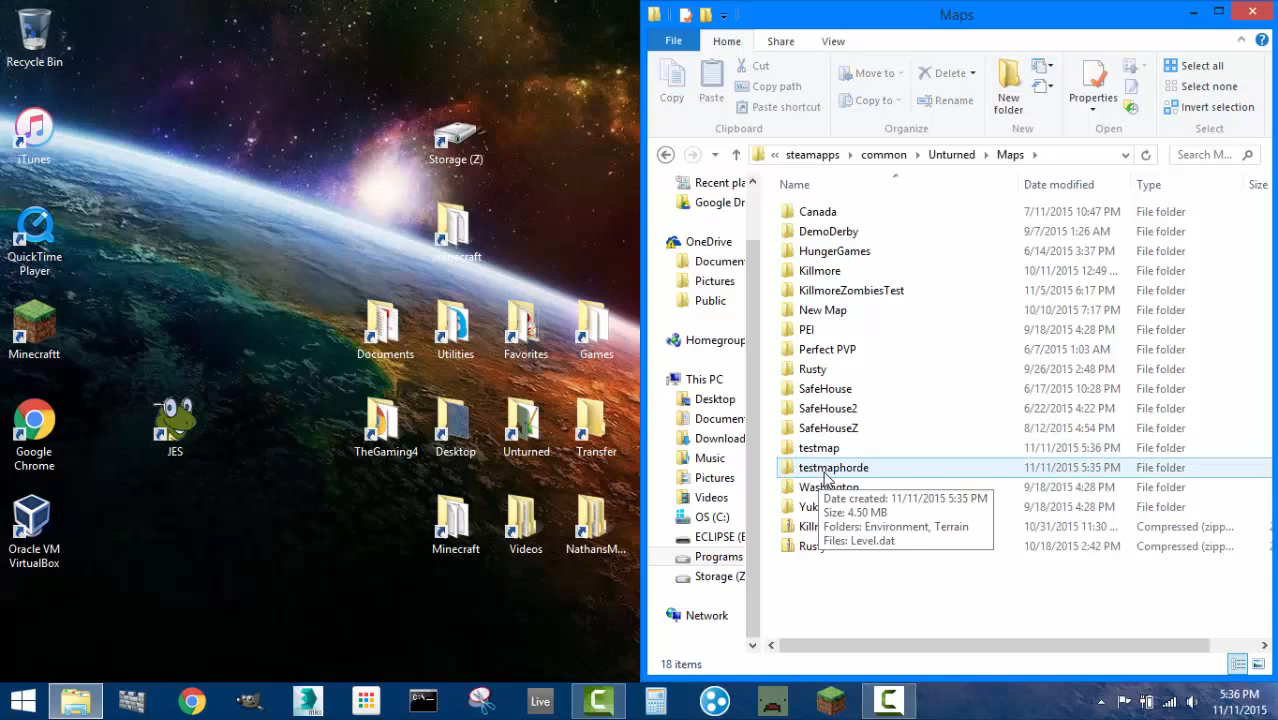 Recycle Bin
iTunes
QuickTime
Player
Minecraftt
Google
Chrome
Oracle VM
VirtualBox
JES
Storage (Z)
.minecraft
Documents
Utilities
Favorites
Games
TheGaming4
Desktop
Unturned
Transfer
Minecraft
Videos
NathansM...
Maps
File
Home
Share
View
Copy
Paste
Cut
Copy path
Paste shortcut
Clipboard
Move to
Copy to
Delete
Rename
Organize
New
folder
New
Properties
Open
Select all
Select none
Invert selection
Select
« steamapps > common > Unturned > Maps >
Search M...
Recent pla
Google Dr
OneDrive
Documen
Pictures
Public
Homegroup
This PC
Desktop
Documen
Download
Music
Pictures
Videos
OS (C:)
ECLIPSE (E
Programs
Storage (Z
Network
Name Date modified Type Size
Canada 7/11/2015 10:47 PM File folder
DemoDerby 9/7/2015 1:26 AM File folder
HungerGames 6/14/2015 3:37 PM File folder
Killmore 10/11/2015 12:49 ... File folder
KillmoreZombiesTest 11/5/2015 6:17 PM File folder
New Map 10/10/2015 7:17 PM File folder
PEI 9/18/2015 4:28 PM File folder
Perfect PVP 6/7/2015 1:03 AM File folder
Rusty 9/26/2015 2:48 PM File folder
SafeHouse 6/17/2015 10:28 PM File folder
SafeHouse2 6/22/2015 4:22 PM File folder
SafeHouseZ 8/12/2015 4:54 PM File folder
testmap 11/11/2015 5:36 PM File folder
testmaphorde 11/11/2015 5:35 PM File folder
Washington 9/18/2015 4:28 PM File folder
Yuk 9/18/2015 4:28 PM File folder
Killr 10/31/2015 11:30 ... Compressed (zipp...
Rusty 10/18/2015 2:42 PM Compressed (zipp...
Date created: 11/11/2015 5:35 PM
Size: 4.50 MB
Folders: Environment, Terrain
Files: Level.dat
18 items
Live
5:36 PM
11/11/2015